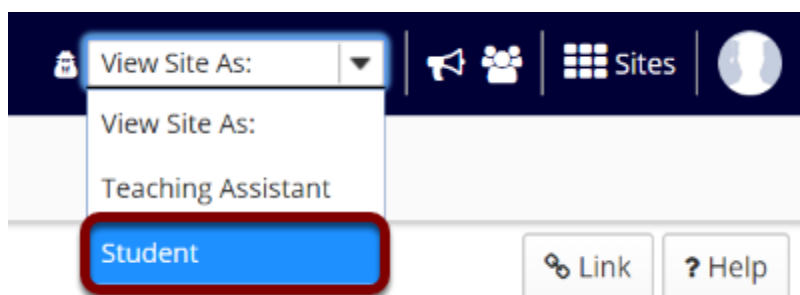 View Site As:
Sites
View Site As:
Teaching Assistant
Student
Link
? Help